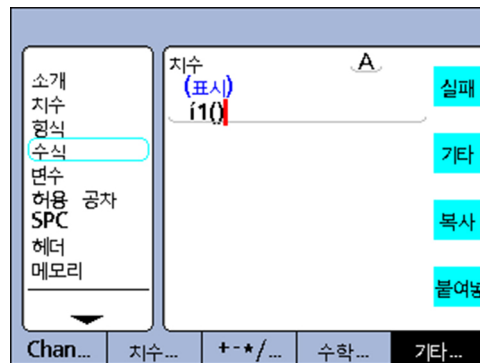 소개
치수
형식
수식
변수
허용 공차
SPC
헤더
메모리
치수
A
(표시)
í1()
실패
기타
복사
붙여넣
Chan...
치수...
+-*/...
수학...
기타...